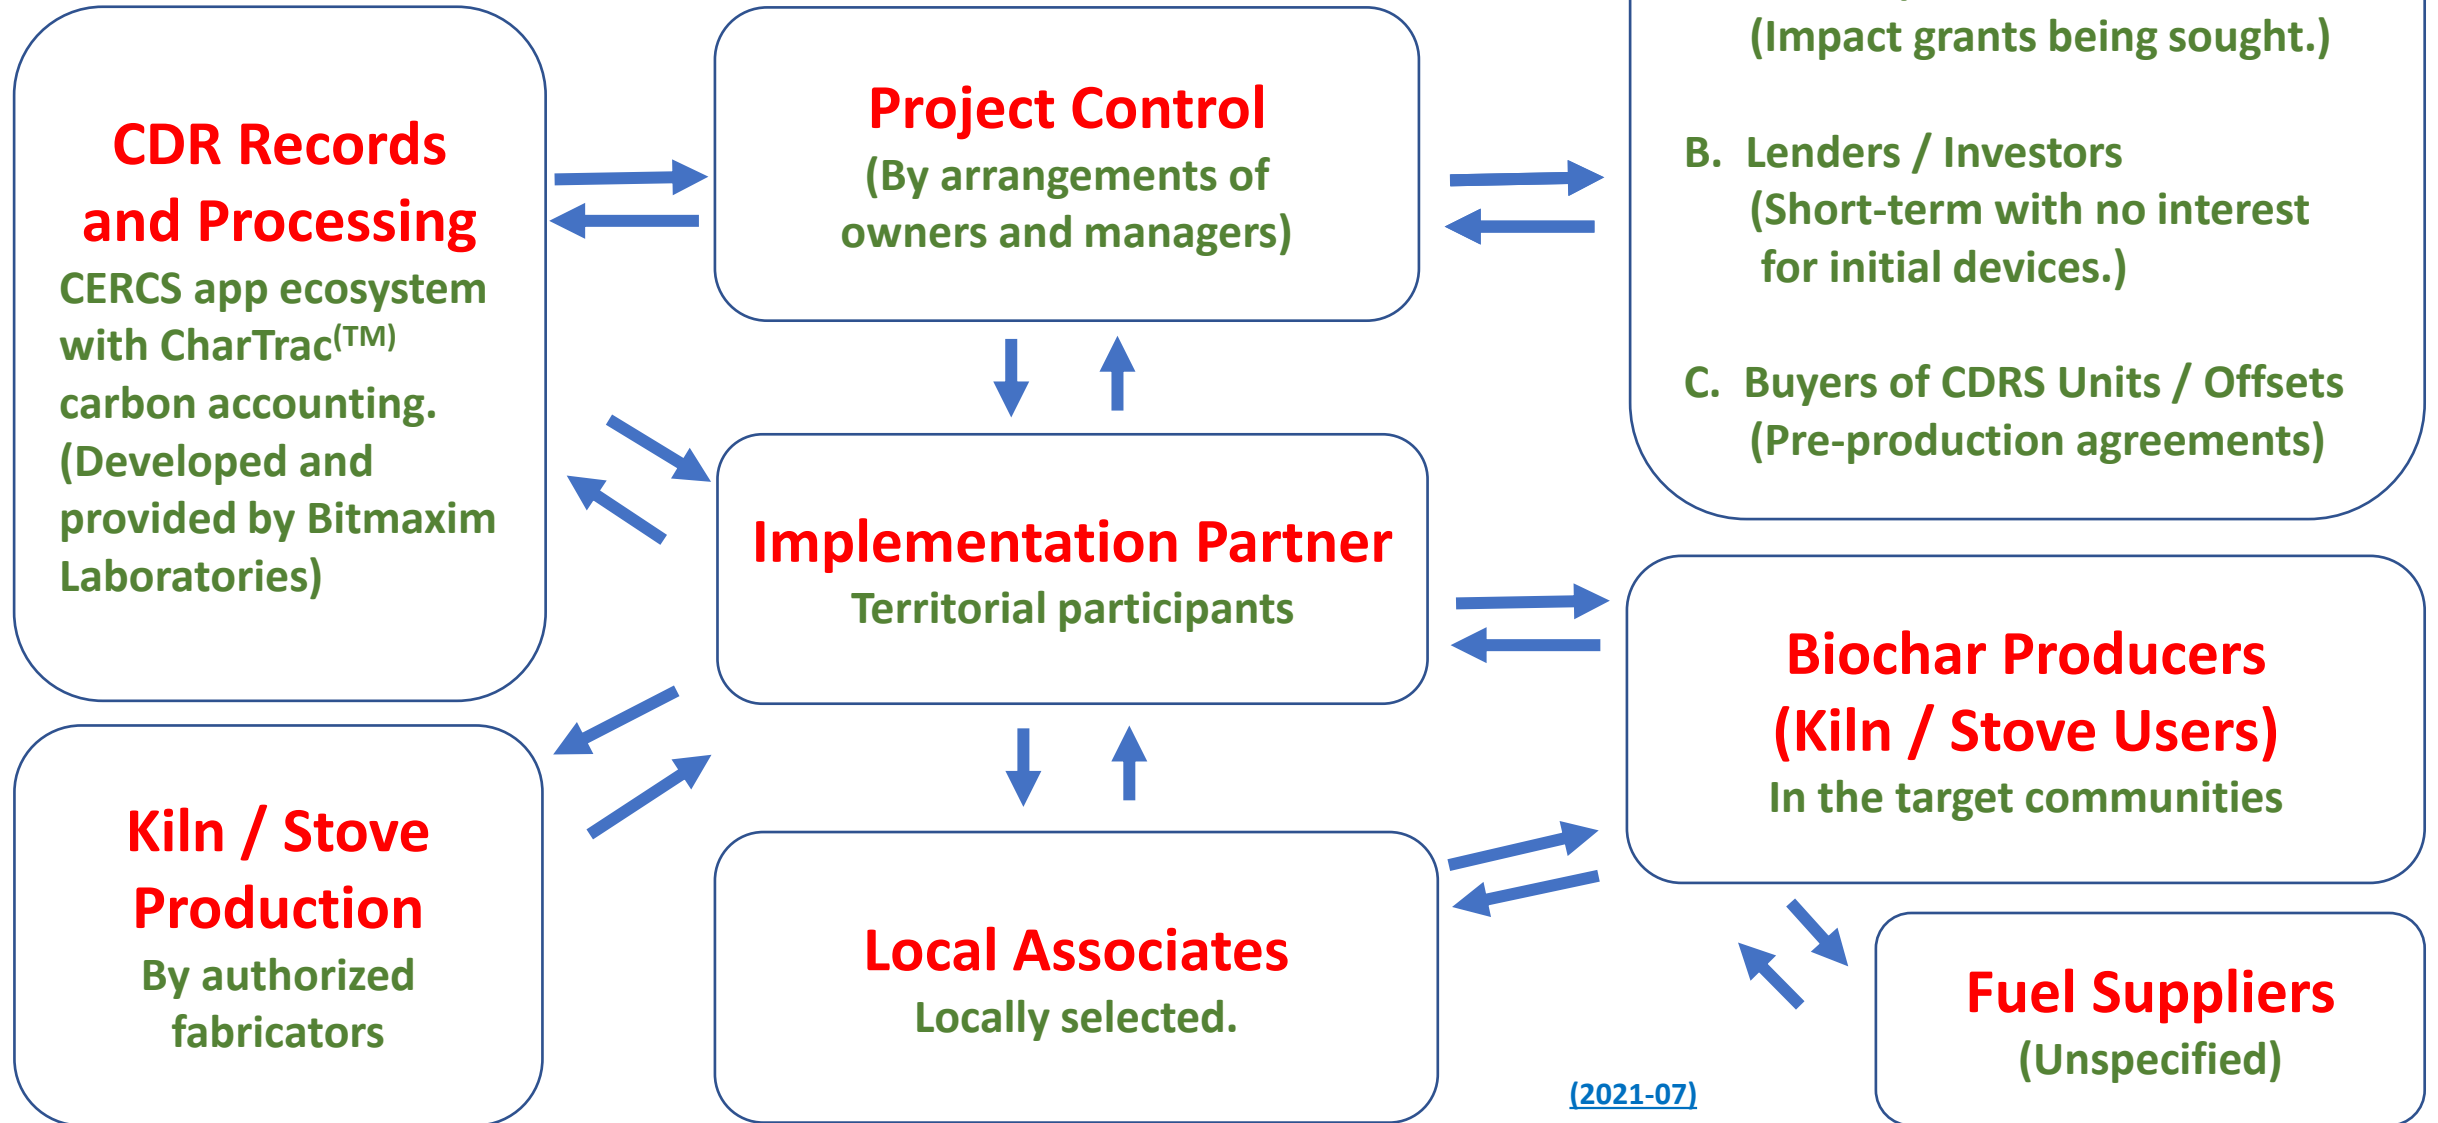 CDR Records
and Processing
CERCS app ecosystem
with CharTrac(TM)
carbon accounting.
(Developed and
provided by Bitmaxim
Laboratories)
Project Control
(By arrangements of
owners and managers)
(Impact grants being sought.)
B. Lenders / Investors
(Short-term with no interest
for initial devices.)
C. Buyers of CDRS Units / Offsets
(Pre-production agreements)
Implementation Partner
Territorial participants
Biochar Producers
(Kiln / Stove Users)
In the target communities
Kiln / Stove
Production
By authorized
fabricators
Local Associates
Locally selected.
Fuel Suppliers
(Unspecified)
(2021-07)